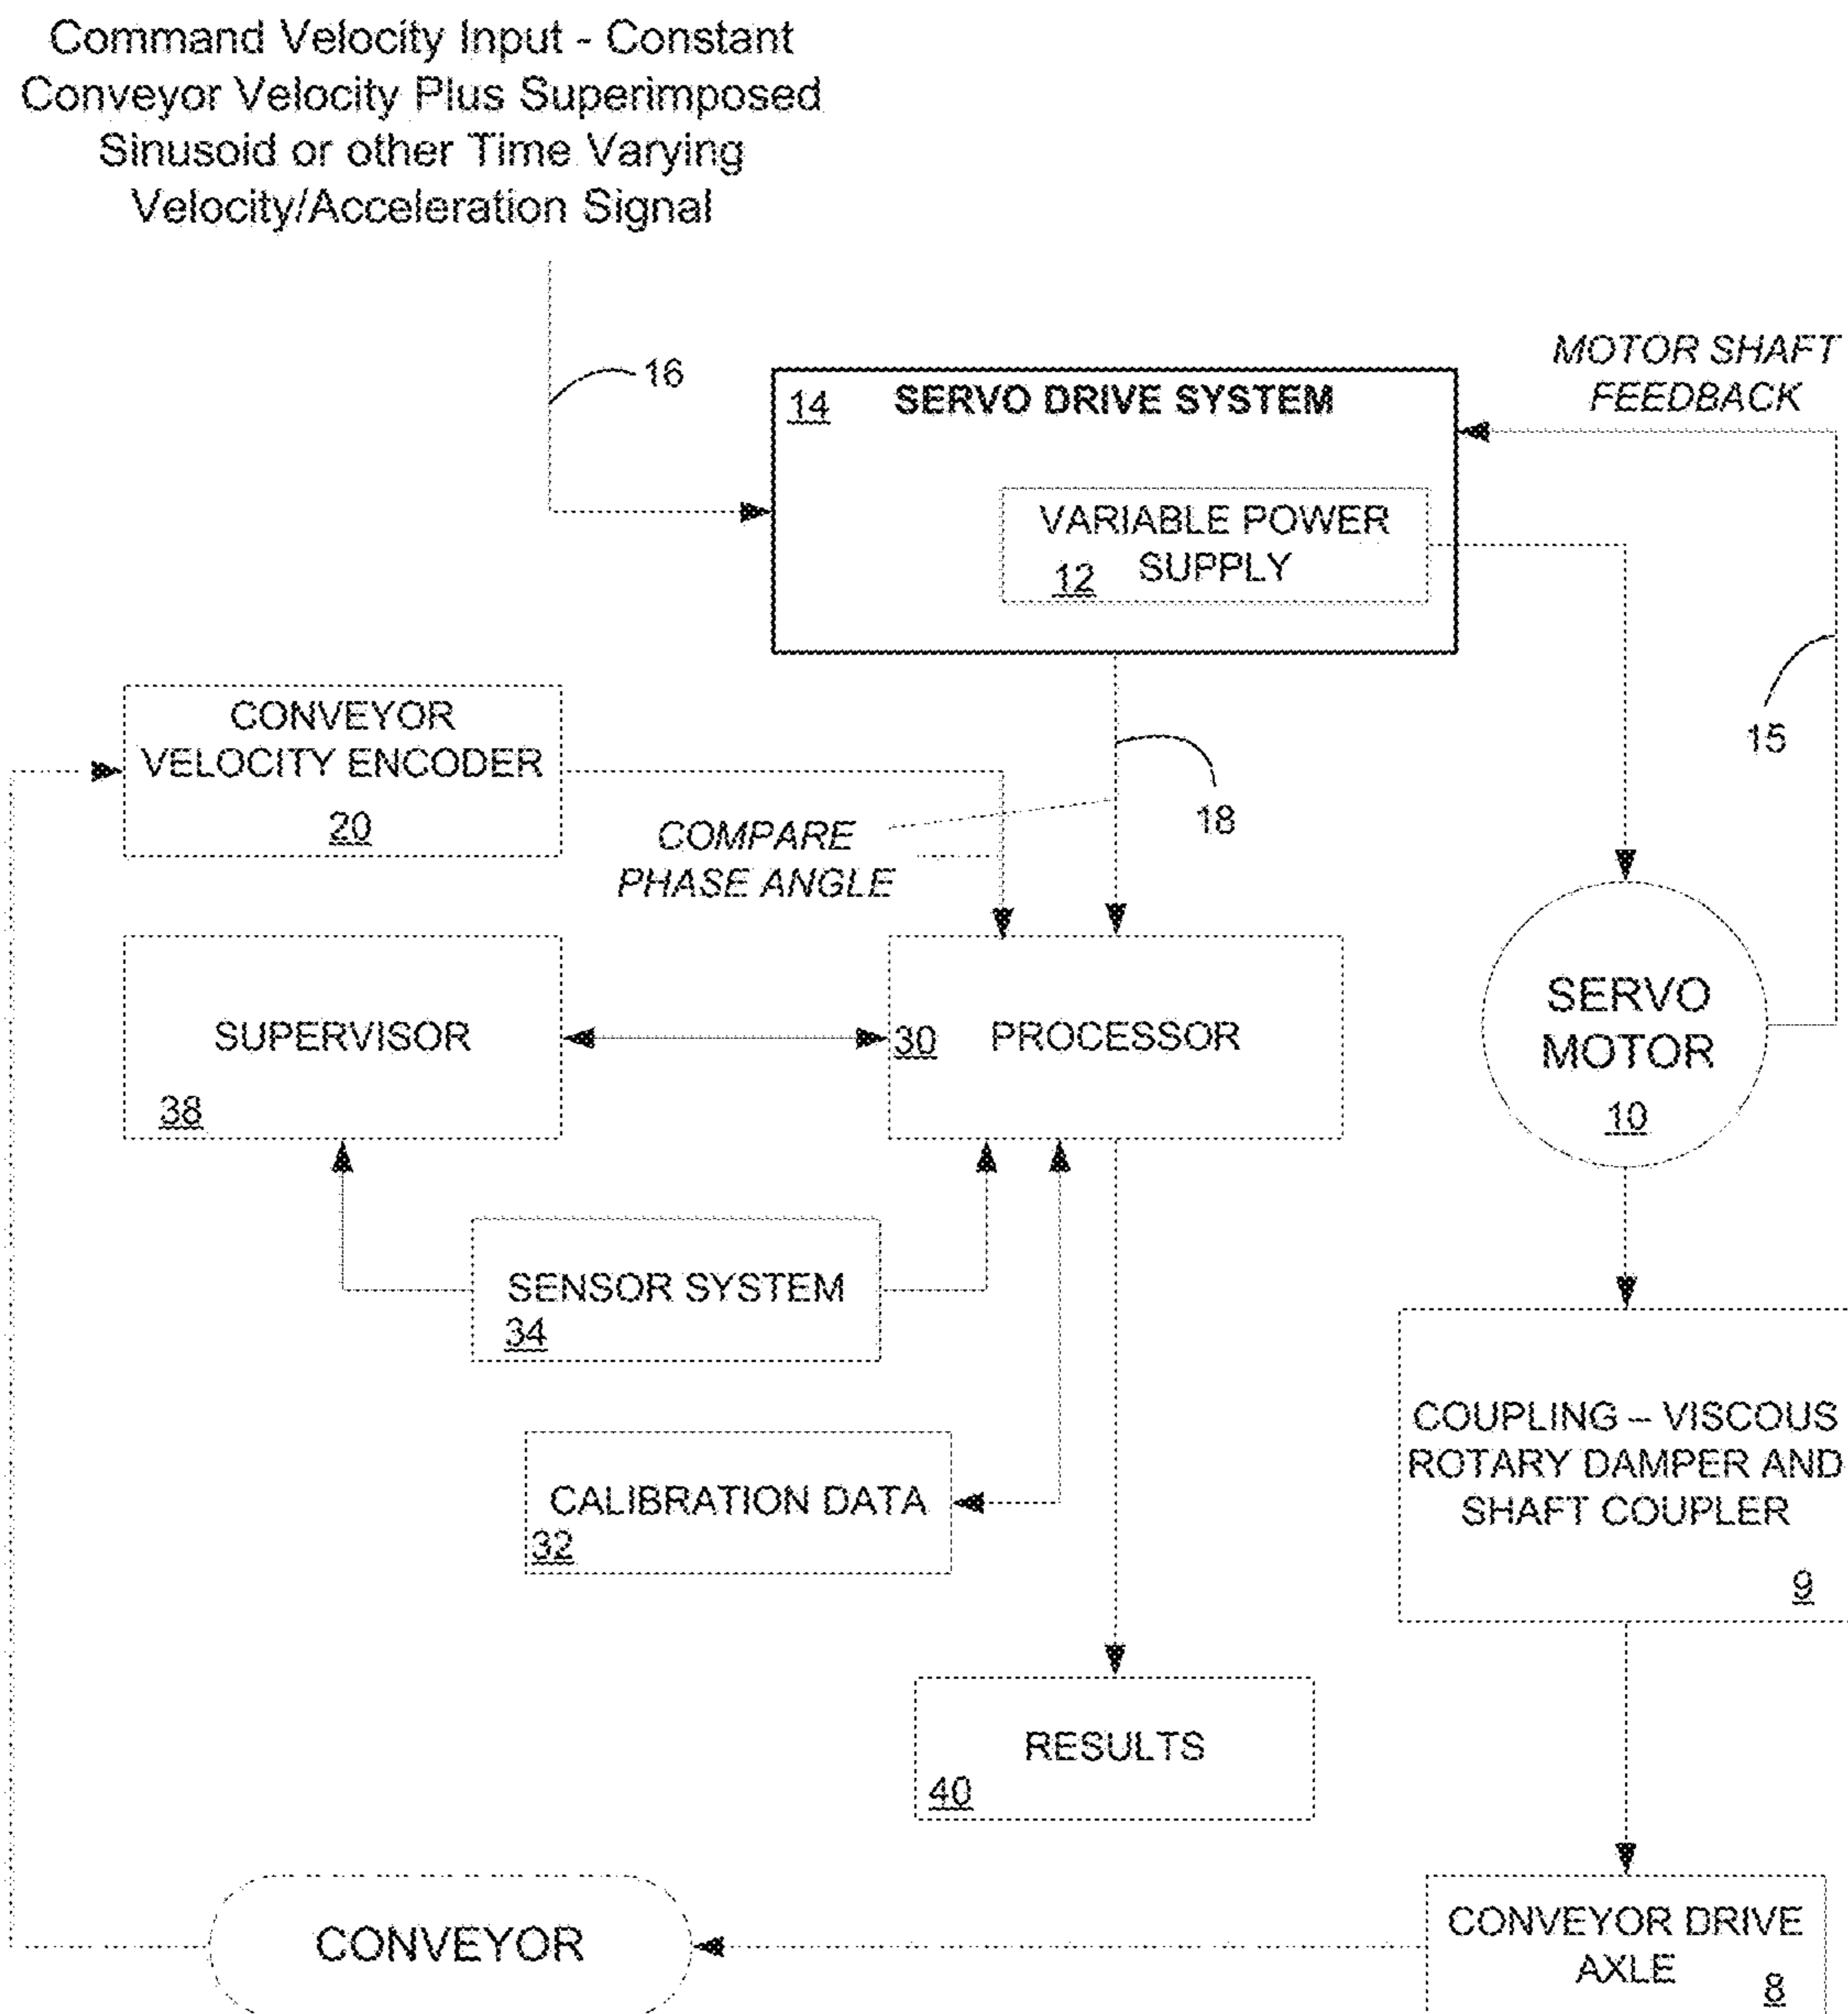 Command Velocity Input - Constant
Conveyor Velocity Plus Superimposed
Sinusoid or other Time Varying
Velocity/Acceleration Signal
16
MOTOR SHAFT
FEEDBACK
14
SERVO DRIVE SYSTEM
VARIABLE POWER
SUPPLY
12
15
CONVEYOR
VELOCITY ENCODER
20
18
COMPARE
PHASE ANGLE
SUPERVISOR
38
30
PROCESSOR
SERVO
MOTOR
10
SENSOR SYSTEM
34
COUPLING – VISCOUS
ROTARY DAMPER AND
SHAFT COUPLER
9
CALIBRATION DATA
32
RESULTS
40
CONVEYOR
CONVEYOR DRIVE
AXLE
8